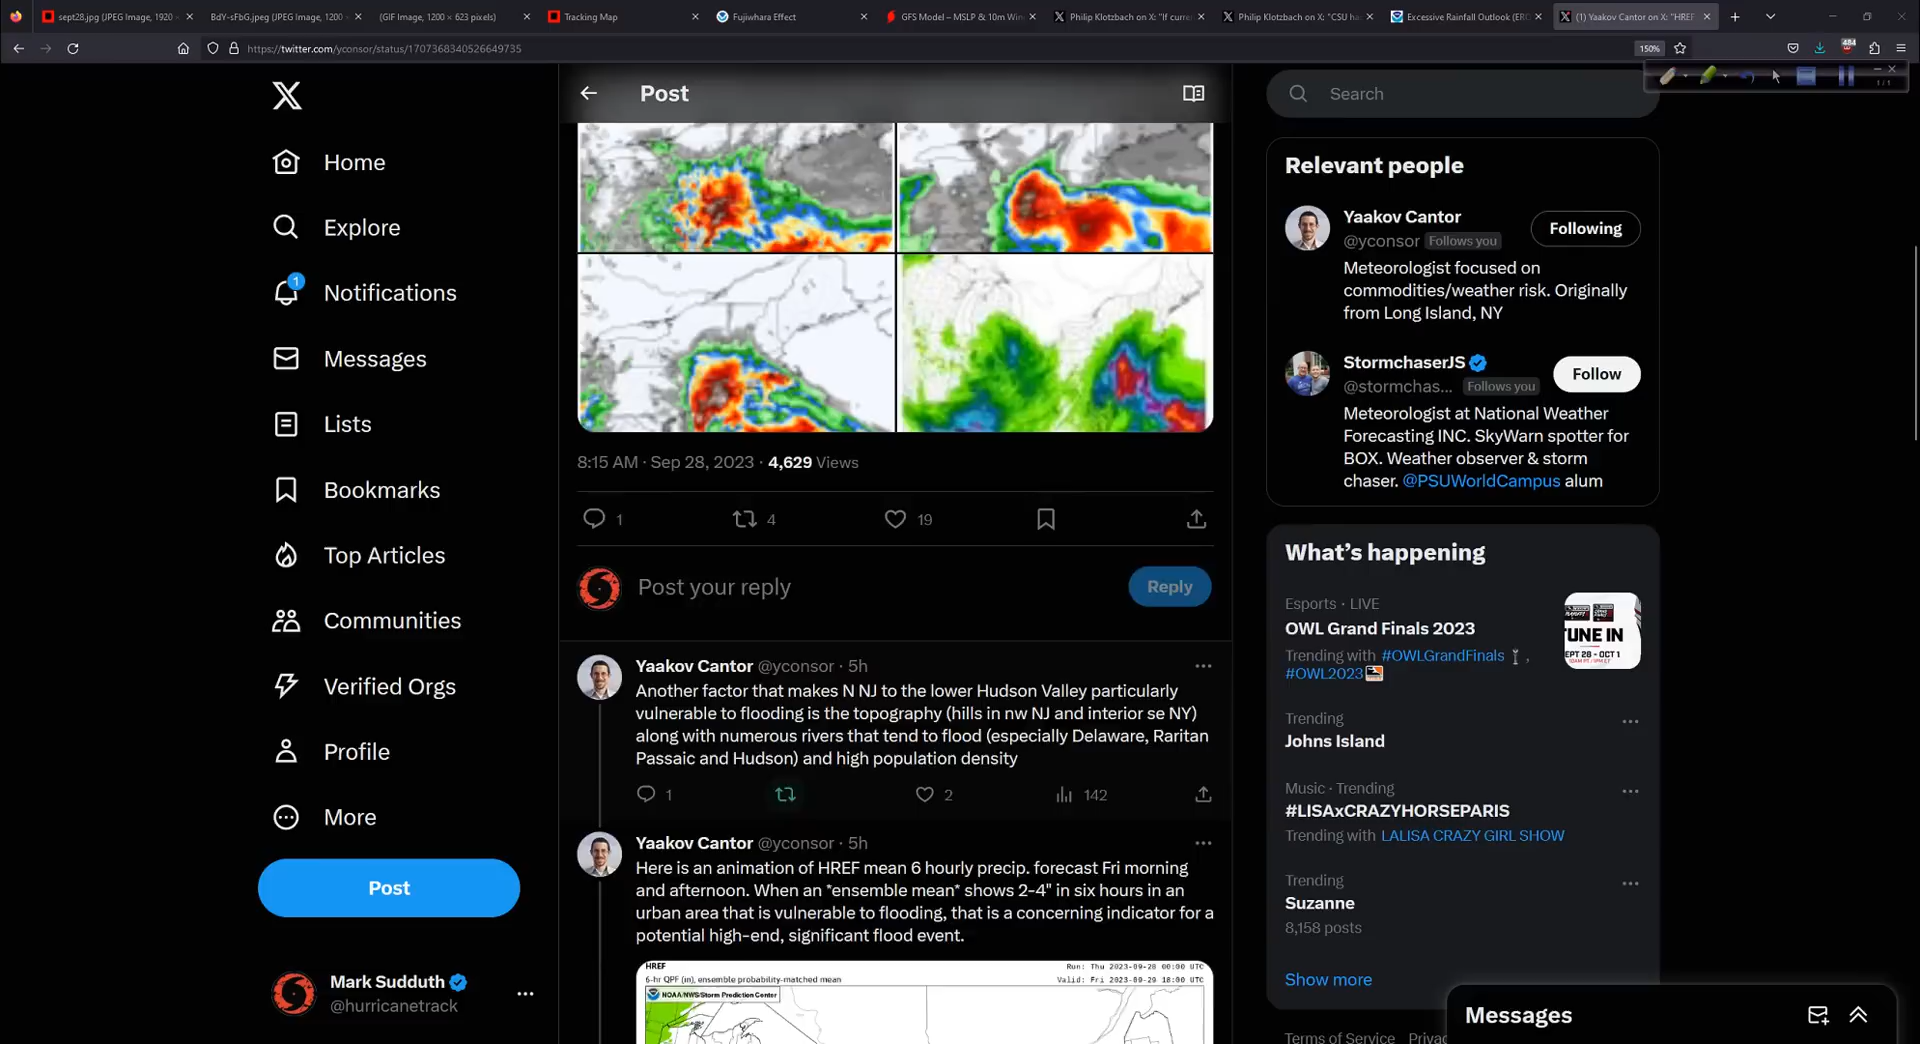 sept28.jpg (JPEG Image, 1920 ×
BdY-sFbG.jpeg (JPEG Image, 1200 ×
(GIF Image, 1200 × 623 pixels)
Tracking Map
Fujiwhara Effect
GFS Model – MSLP & 10m Win
Philip Klotzbach on X: "If curre
Philip Klotzbach on X: "CSU ha
Excessive Rainfall Outlook (ERO
(1) Yaakov Cantor on X: "HREF
https://twitter.com/yconsor/status/1707368340526649735
150%
484
1 / 1
Home
Explore
1
Notifications
Messages
Lists
Bookmarks
Top Articles
Communities
Verified Orgs
Profile
More
Post
Mark Sudduth
@hurricanetrack
Post
8:15 AM · Sep 28, 2023 · 4,629 Views
1
4
19
Post your reply
Reply
Yaakov Cantor @yconsor · 5h
Another factor that makes N NJ to the lower Hudson Valley particularly
vulnerable to flooding is the topography (hills in nw NJ and interior se NY)
along with numerous rivers that tend to flood (especially Delaware, Raritan
Passaic and Hudson) and high population density
1
2
142
Yaakov Cantor @yconsor · 5h
Here is an animation of HREF mean 6 hourly precip. forecast Fri morning
and afternoon. When an *ensemble mean* shows 2-4" in six hours in an
urban area that is vulnerable to flooding, that is a concerning indicator for a
potential high-end, significant flood event.
HREF
Run: Thu 2023-09-28 00:00 UTC
6-hr QPF (in), ensemble probability-matched mean
Valid: Fri 2023-09-29 18:00 UTC
NOAA/NWS/Storm Prediction Center
Search
Relevant people
Yaakov Cantor
@yconsor Follows you
Following
Meteorologist focused on
commodities/weather risk. Originally
from Long Island, NY
StormchaserJS
@stormchas... Follows you
Follow
Meteorologist at National Weather
Forecasting INC. SkyWarn spotter for
BOX. Weather observer & storm
chaser. @PSUWorldCampus alum
What's happening
Esports · LIVE
OWL Grand Finals 2023
Trending with #OWLGrandFinals ,
#OWL2023
TUNE IN
SEPT 28 - OCT 1
Trending
Johns Island
Music · Trending
#LISAxCRAZYHORSEPARIS
Trending with LALISA CRAZY GIRL SHOW
Trending
Suzanne
8,158 posts
Show more
Terms of Service Privac
Messages